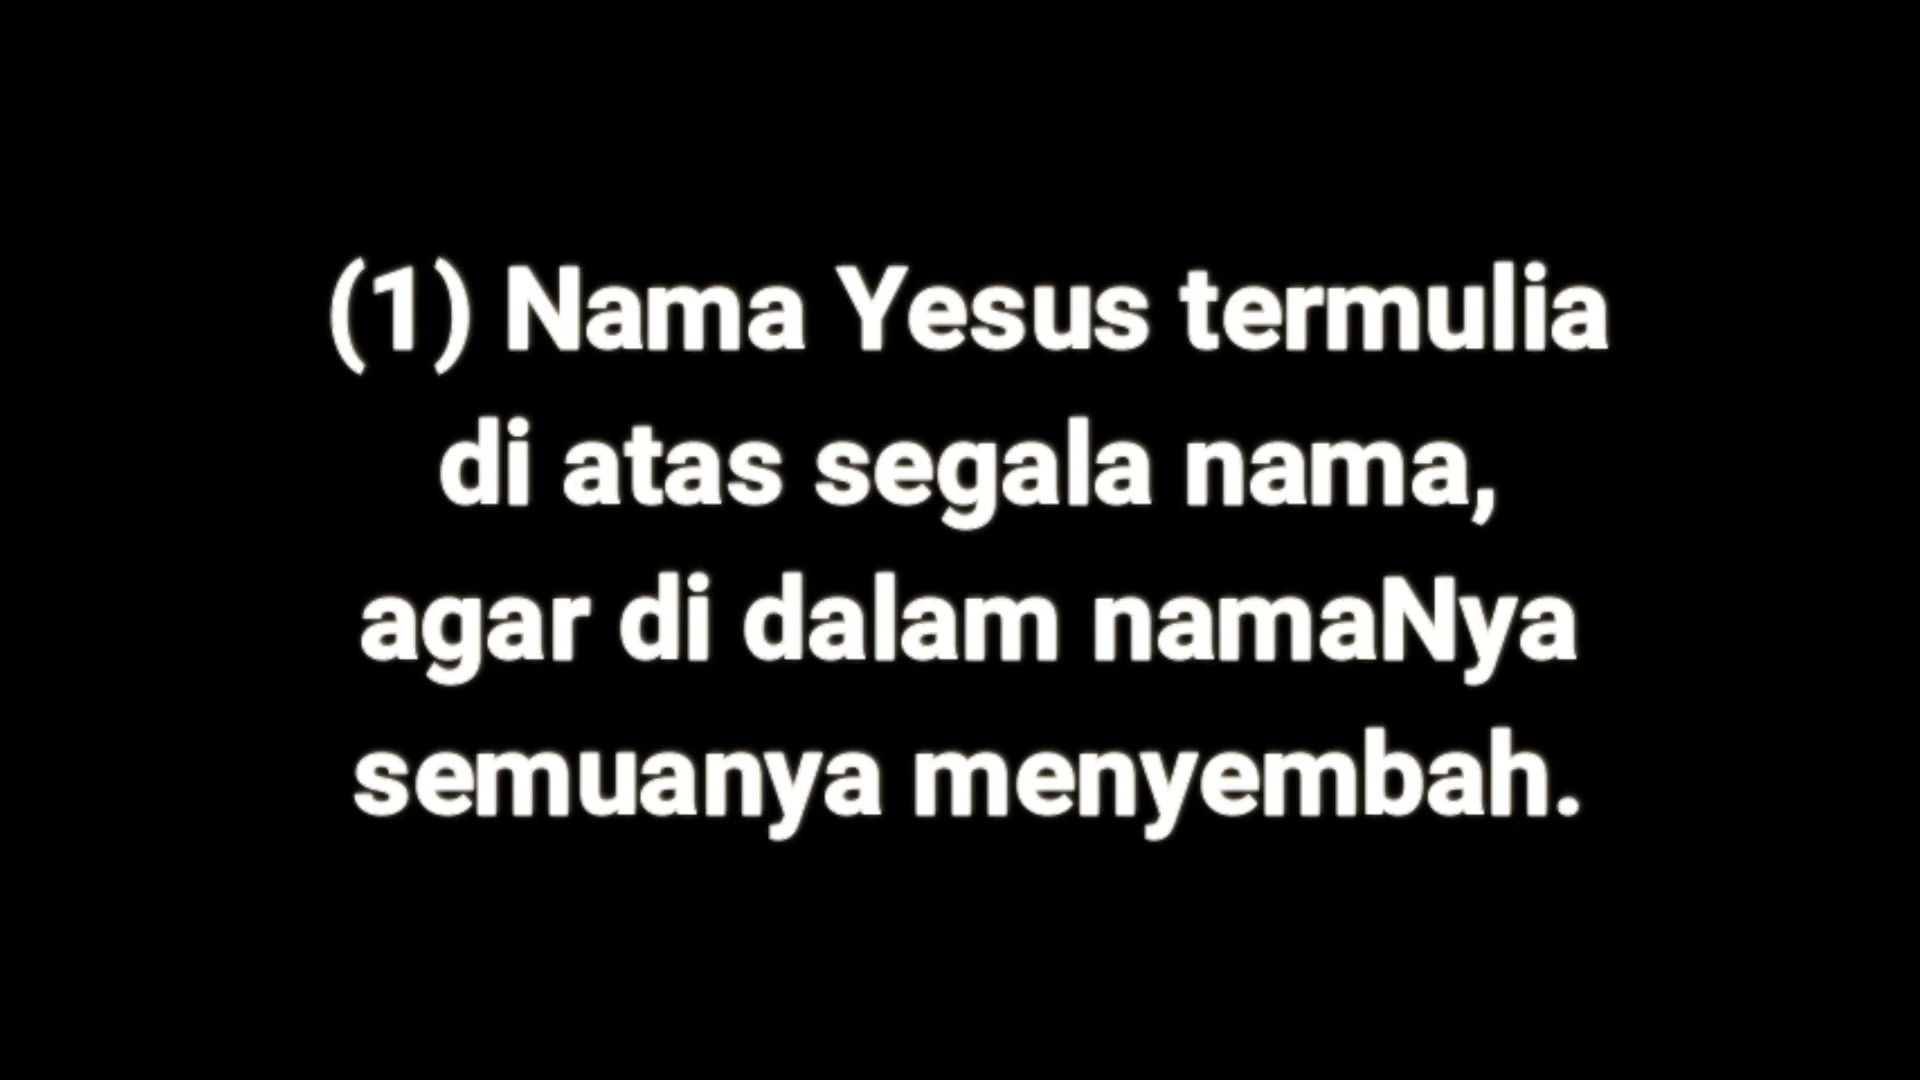 (1) Nama Yesus termulia
di atas segala nama,
agar di dalam namaNya
semuanya menyembah.